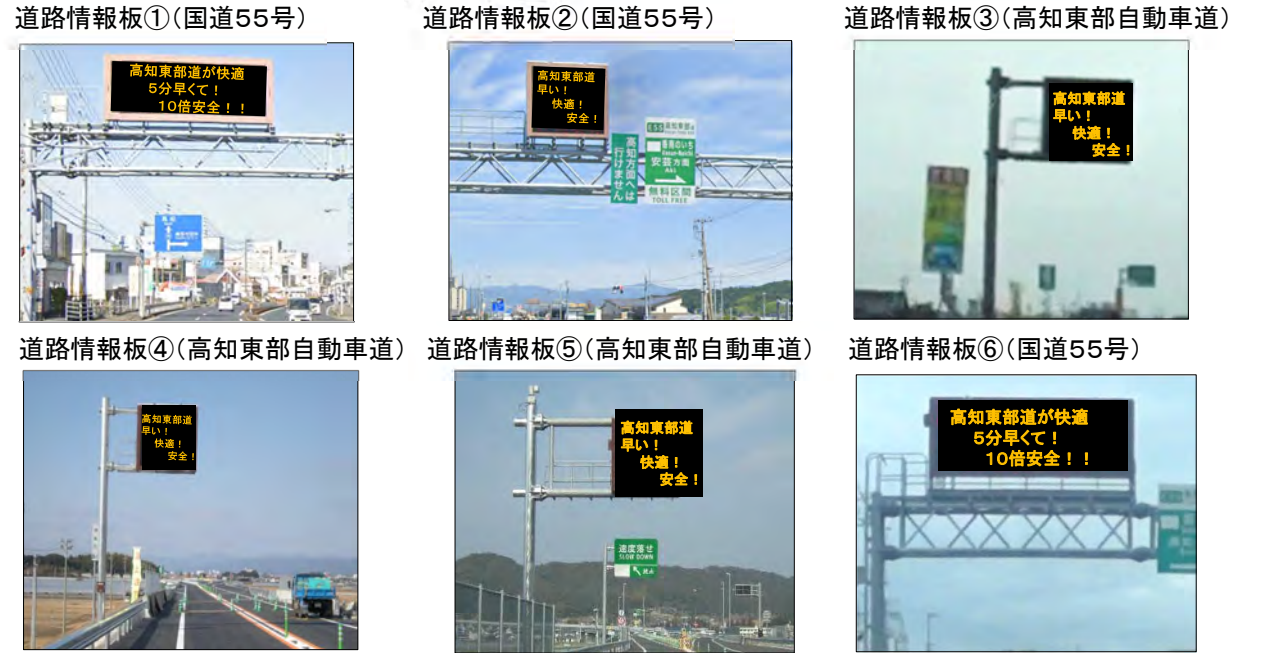 道路情報板①(国道55号)
高知東部道が快適
5分早くて!
10倍安全!!
道路情報板②(国道55号)
高知東部道
早い!
快適!
安全!
高知方面へは
行けません
安芸方面
AKI
無料区間
TOLL FREE
道路情報板③(高知東部自動車道)
高知東部道
早い!
快適!
安全!
道路情報板④(高知東部自動車道)
高知東部道
早い!
快適!
安全!
道路情報板⑤(高知東部自動車道)
高知東部道
早い!
快適!
安全!
速度落せ
SLOW DOWN
道路情報板⑥(国道55号)
高知東部道が快適
5分早くて!
10倍安全!!